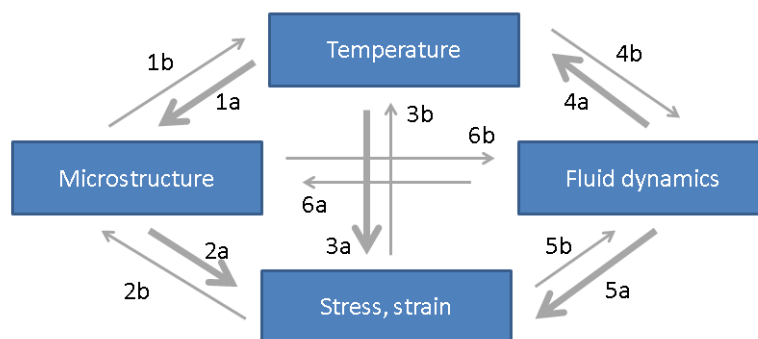 Temperature
1b
4b
1a
4a
3b
6b
Microstructure
Fluid dynamics
6a
2a
3a
5b
2b
5a
Stress, strain